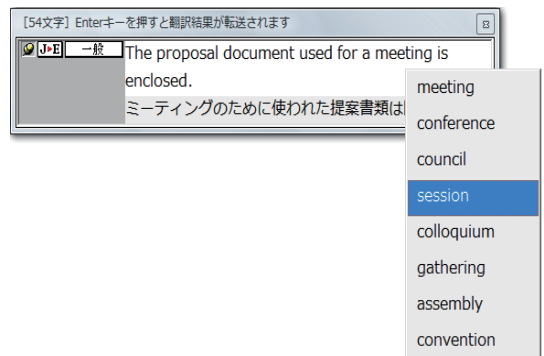 [54文字] Enterキーを押すと翻訳結果が転送されます
J▸E 一般 The proposal document used for a meeting is
enclosed.
ミーティングのために使われた提案書類は
meeting
conference
council
session
colloquium
gathering
assembly
convention